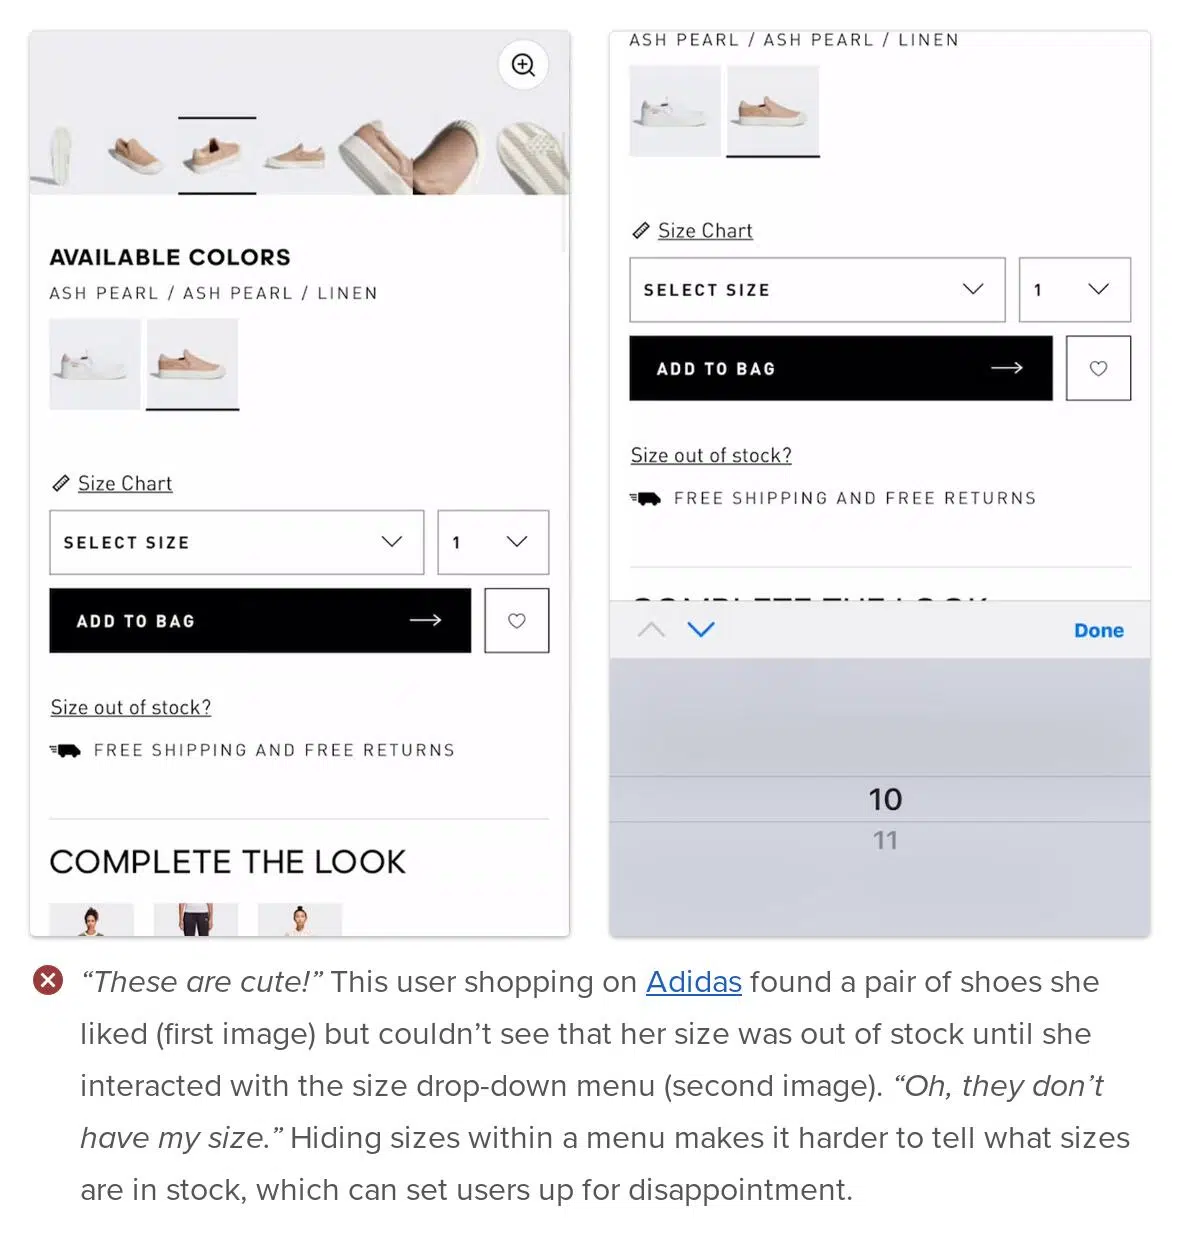 AVAILABLE COLORS
ASH PEARL / ASH PEARL / LINEN
Size Chart
SELECT SIZE
1
ADD TO BAG
Size out of stock?
FREE SHIPPING AND FREE RETURNS
COMPLETE THE LOOK
ASH PEARL / ASH PEARL / LINEN
Size Chart
SELECT SIZE
1
ADD TO BAG
Size out of stock?
FREE SHIPPING AND FREE RETURNS
COMPLETE THE LOOK
Done
10
11
“These are cute!” This user shopping on Adidas found a pair of shoes she
liked (first image) but couldn’t see that her size was out of stock until she
interacted with the size drop-down menu (second image). “Oh, they don’t
have my size.” Hiding sizes within a menu makes it harder to tell what sizes
are in stock, which can set users up for disappointment.